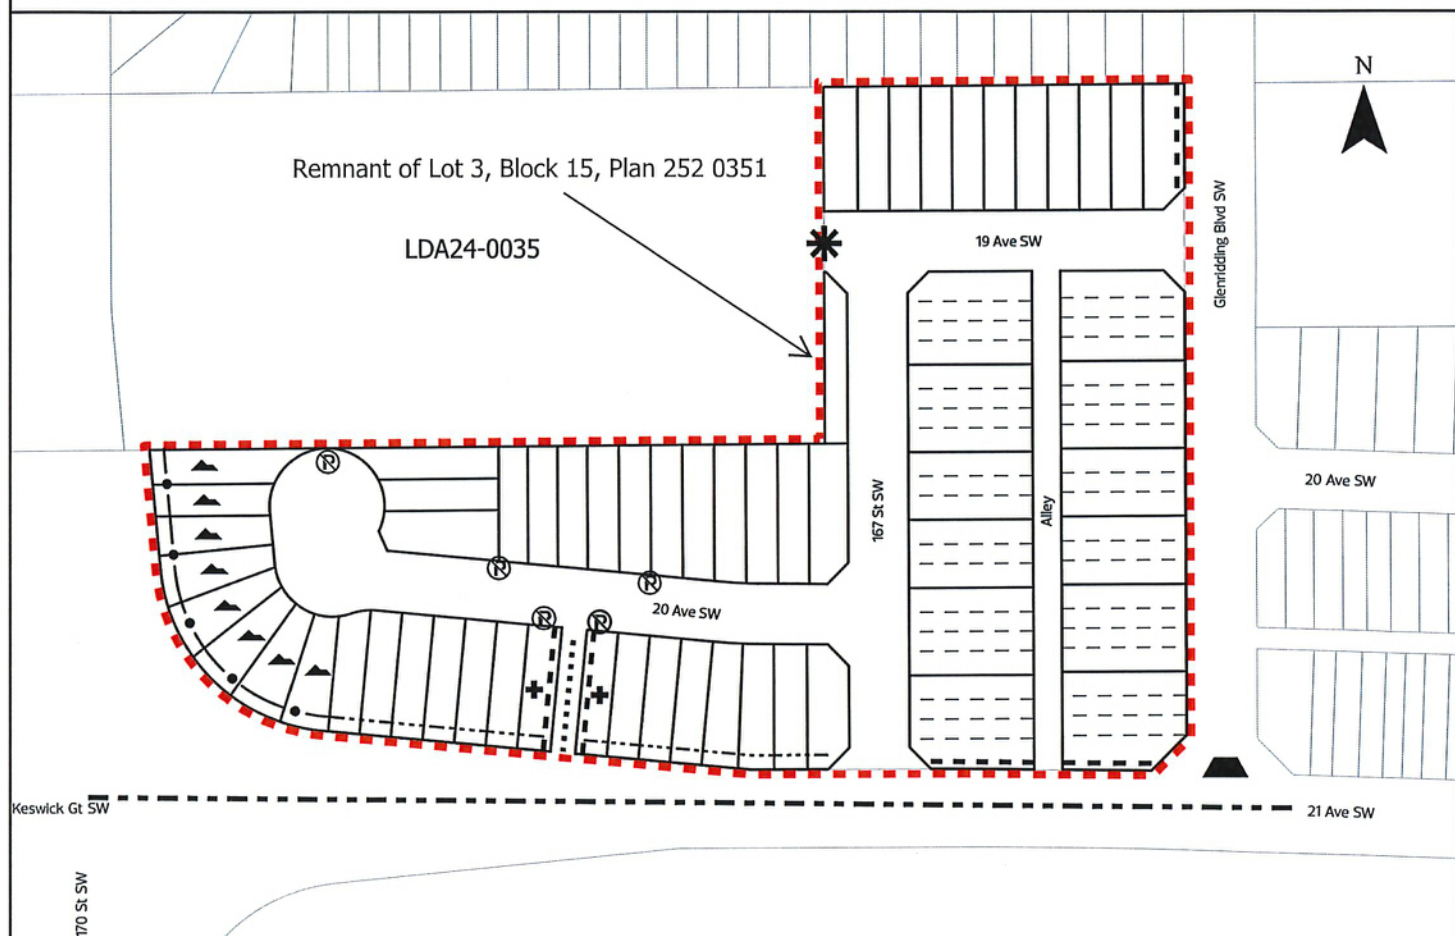 N
Remnant of Lot 3, Block 15, Plan 252 0351
LDA24-0035
19 Ave SW
Glenridding Blvd SW
20 Ave SW
167 St SW
Alley
20 Ave SW
Keswick Gt SW
21 Ave SW
170 St SW